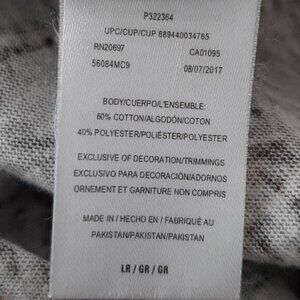 P322364
UPC/CUP/CUP 889440034765
RN20697 CA01095
56084MC9 08/07/2017
BODY/CUERPO/L'ENSEMBLE:
60% COTTON/ALGODÓN/COTON
40% POLYESTER/POLIÉSTER/POLYESTER
EXCLUSIVE OF DECORATION/TRIMMINGS
EXCLUSIVO PARA DECORACIÓN/ADORNOS
ORNEMENT ET GARNITURE NON COMPRIS
MADE IN / HECHO EN / FABRIQUÉ AU
PAKISTAN/PAKISTAN/PAKISTAN
LR / GR / GR